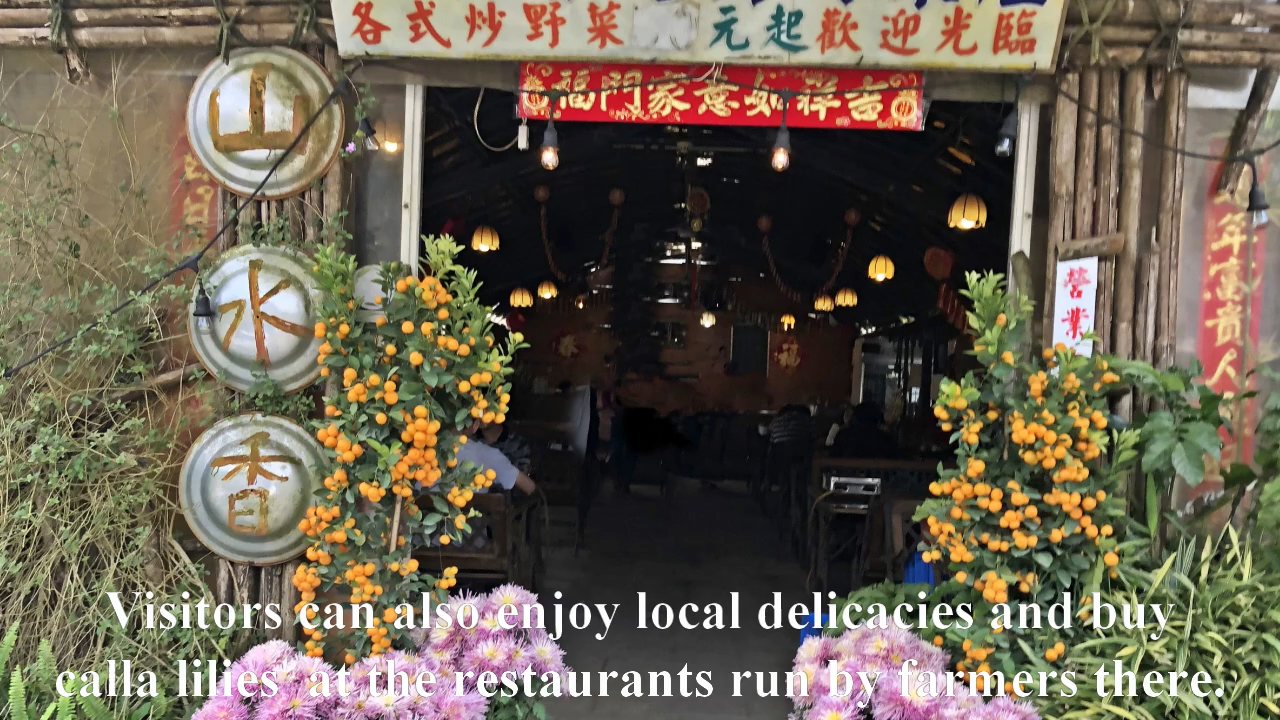 各式炒野菜 元起歡迎光臨
吉祥如意家門福
山
水
香
營業
年富貴人
福
Visitors can also enjoy local delicacies and buy
calla lilies at the restaurants run by farmers there.